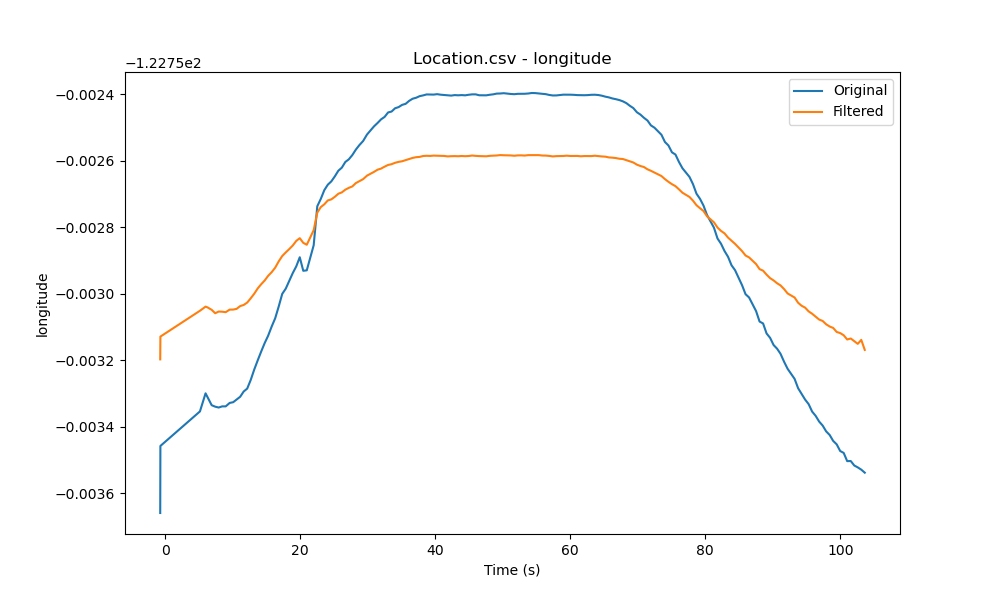 Location.csv - longitude
−1.2275e2
Original
Filtered
−0.0024
−0.0026
−0.0028
−0.0030
−0.0032
−0.0034
−0.0036
longitude
0 20 40 60 80 100
Time (s)